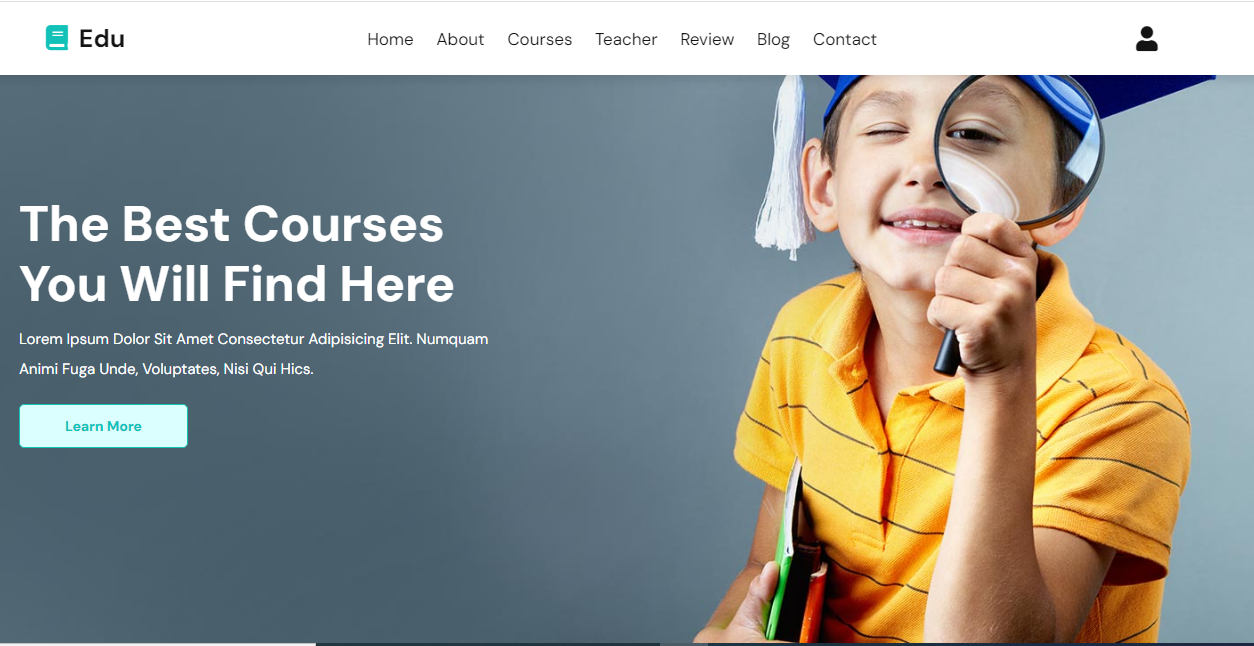 Edu
Home About Courses Teacher Review Blog Contact
The Best Courses
You Will Find Here
Lorem Ipsum Dolor Sit Amet Consectetur Adipisicing Elit. Numquam
Animi Fuga Unde, Voluptates, Nisi Qui Hics.
Learn More